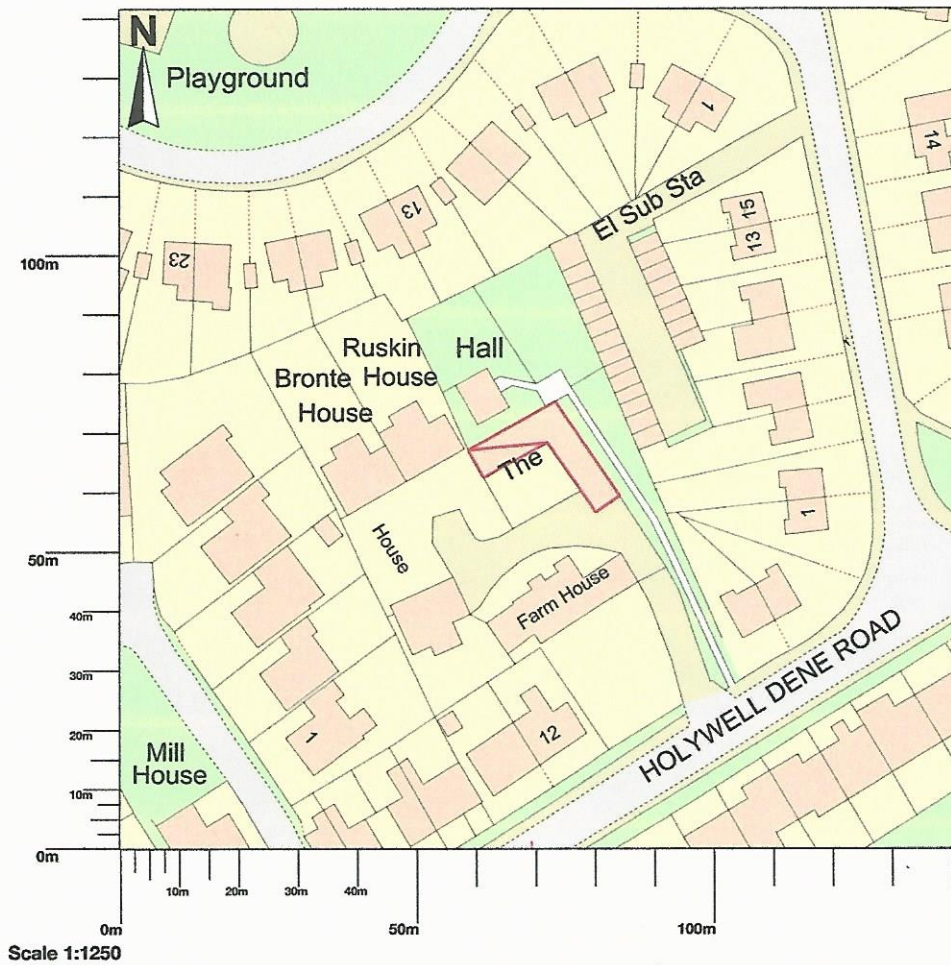 N
Playground
1
14
El Sub Sta
13
23
13 15
100m
Ruskin
Hall
Bronte House
House
The
1
House
50m
Farm House
40m
30m
HOLYWELL DENE ROAD
1
12
20m
Mill
House
10m
0m
10m
20m
30m
40m
0m
50m
100m
Scale 1:1250